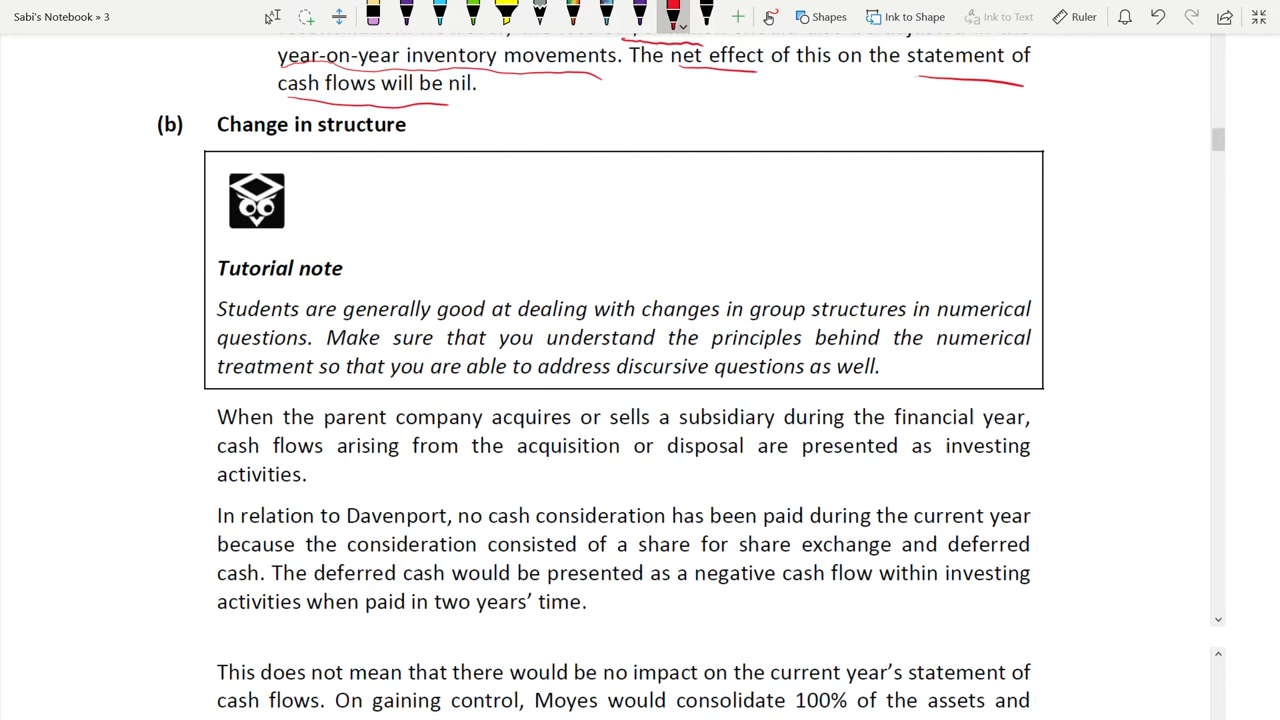 Sabi's Notebook » 3
Shapes
Ink to Shape
Ink to Text
Ruler
year-on-year inventory movements. The net effect of this on the statement of
cash flows will be nil.
(b) Change in structure
Tutorial note
Students are generally good at dealing with changes in group structures in numerical
questions. Make sure that you understand the principles behind the numerical
treatment so that you are able to address discursive questions as well.
When the parent company acquires or sells a subsidiary during the financial year,
cash flows arising from the acquisition or disposal are presented as investing
activities.
In relation to Davenport, no cash consideration has been paid during the current year
because the consideration consisted of a share for share exchange and deferred
cash. The deferred cash would be presented as a negative cash flow within investing
activities when paid in two years’ time.
This does not mean that there would be no impact on the current year’s statement of
cash flows. On gaining control, Moyes would consolidate 100% of the assets and